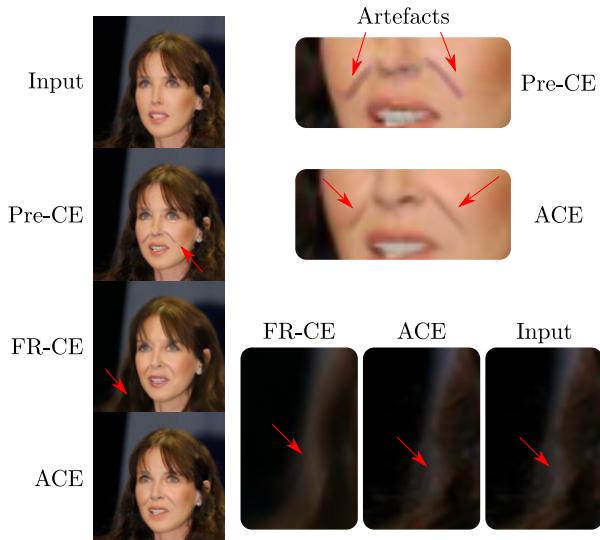 Artefacts
Input
Pre-CE
Pre-CE
ACE
FR-CE
FR-CE ACE Input
ACE